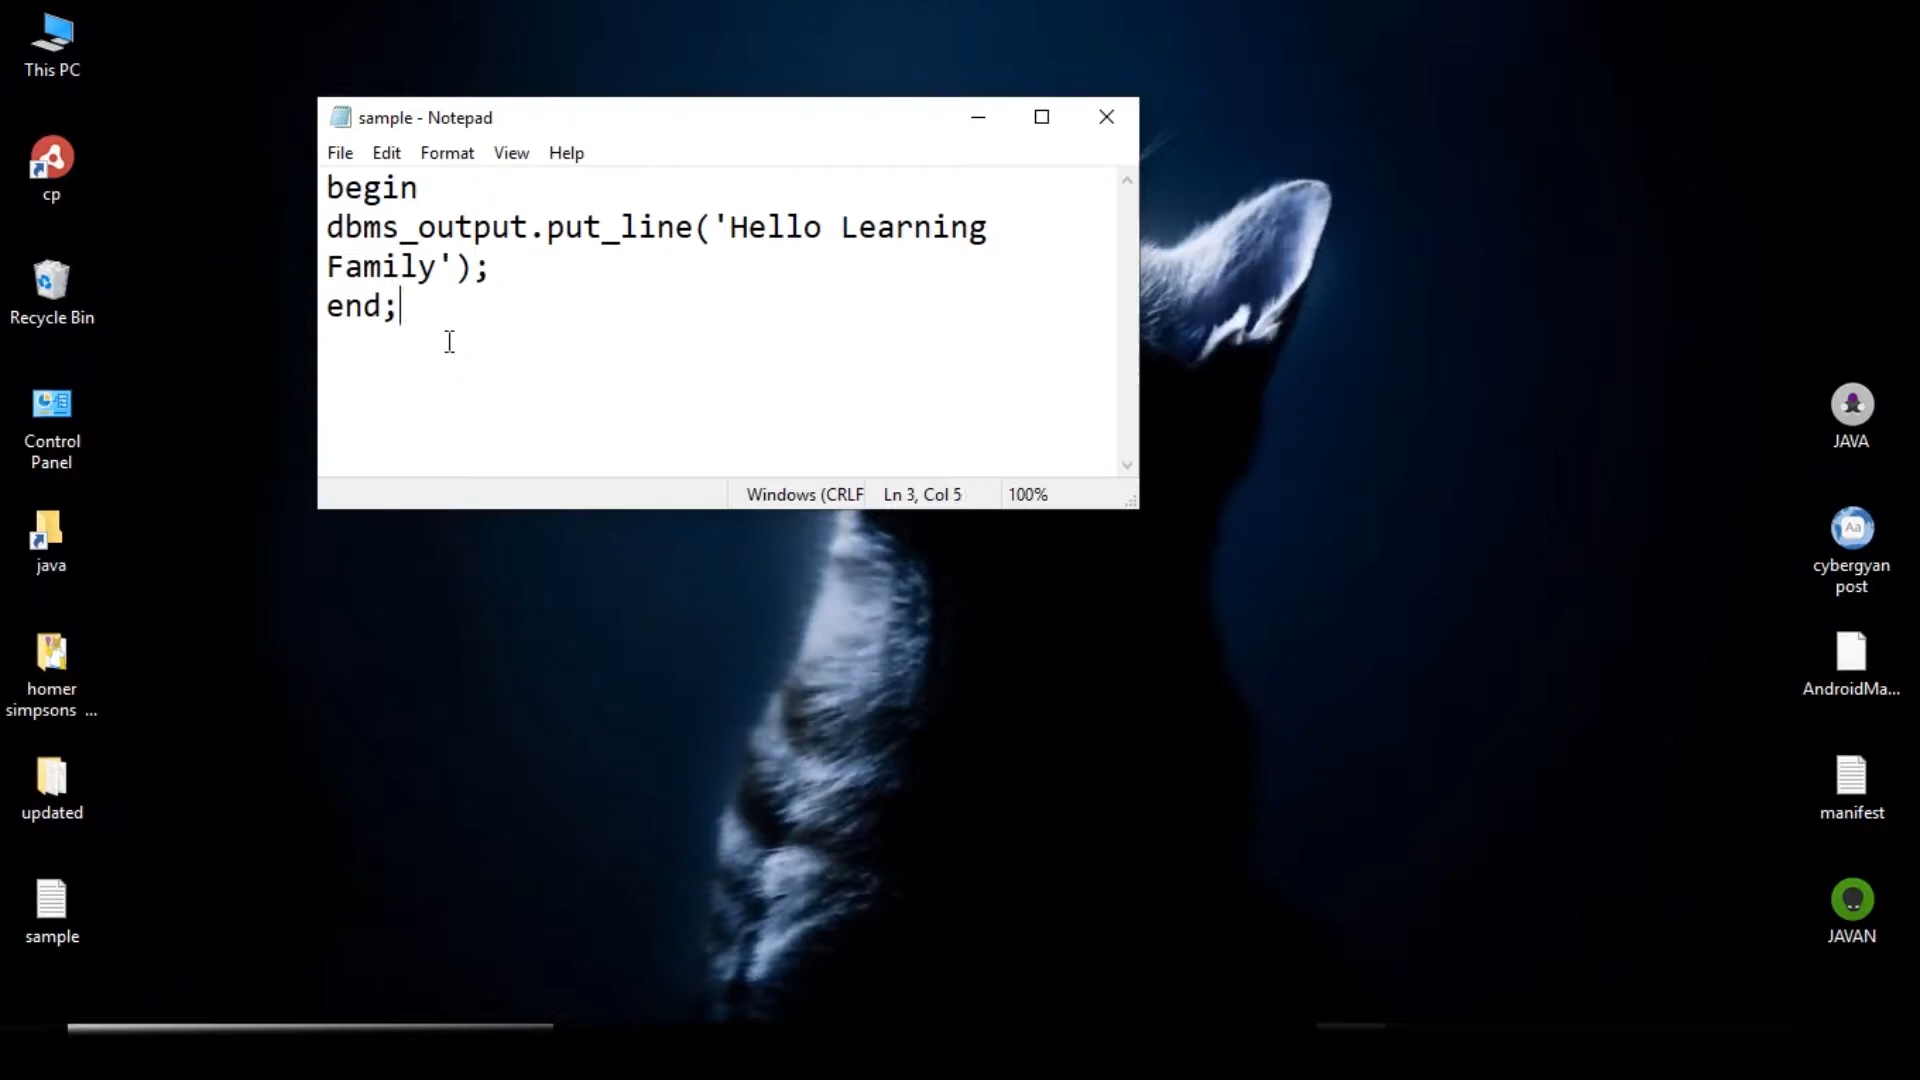 This PC
cp
Recycle Bin
Control
Panel
java
homer
simpsons ...
updated
sample
sample - Notepad
File Edit Format View Help
begin
dbms_output.put_line('Hello Learning
Family');
end;
Windows (CRLF Ln 3, Col 5 100%
JAVA
Aa
cybergyan
post
AndroidMa...
manifest
JAVAN